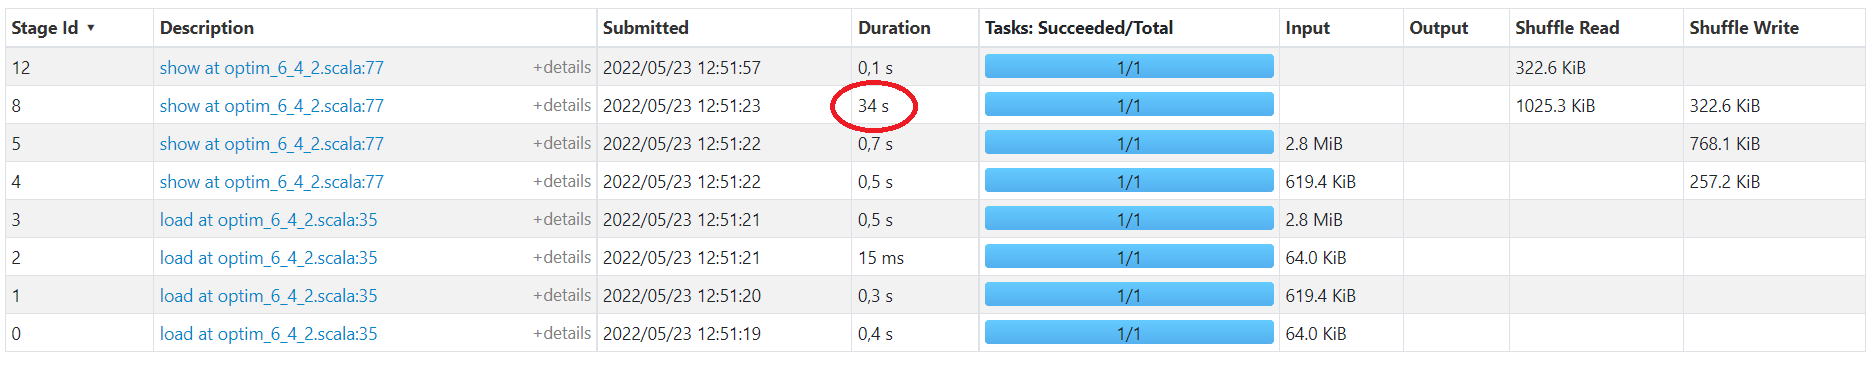 Stage Id ▾ Description Submitted Duration Tasks: Succeeded/Total Input Output Shuffle Read Shuffle Write
12 show at optim_6_4_2.scala:77 +details 2022/05/23 12:51:57 0,1 s 1/1 322.6 KiB
8 show at optim_6_4_2.scala:77 +details 2022/05/23 12:51:23 34 s 1/1 1025.3 KiB 322.6 KiB
5 show at optim_6_4_2.scala:77 +details 2022/05/23 12:51:22 0,7 s 1/1 2.8 MiB 768.1 KiB
4 show at optim_6_4_2.scala:77 +details 2022/05/23 12:51:22 0,5 s 1/1 619.4 KiB 257.2 KiB
3 load at optim_6_4_2.scala:35 +details 2022/05/23 12:51:21 0,5 s 1/1 2.8 MiB
2 load at optim_6_4_2.scala:35 +details 2022/05/23 12:51:21 15 ms 1/1 64.0 KiB
1 load at optim_6_4_2.scala:35 +details 2022/05/23 12:51:20 0,3 s 1/1 619.4 KiB
0 load at optim_6_4_2.scala:35 +details 2022/05/23 12:51:19 0,4 s 1/1 64.0 KiB